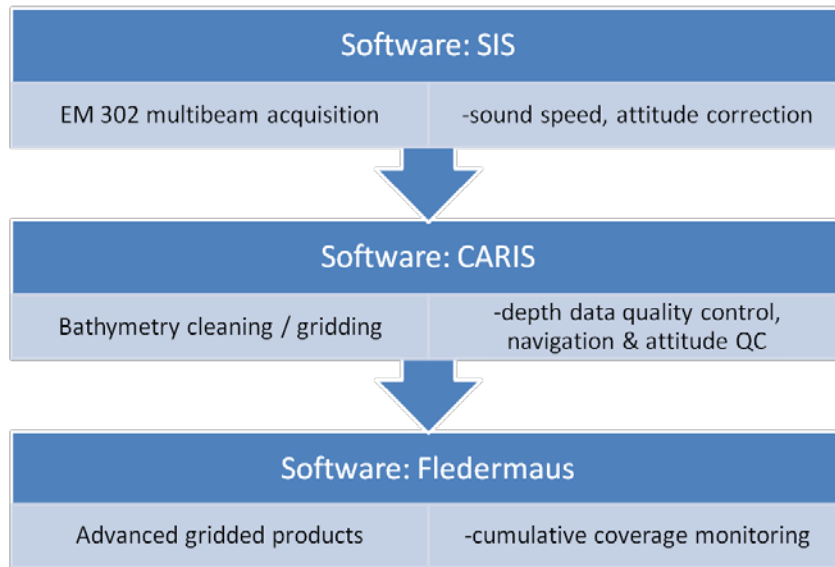 Software: SIS
EM 302 multibeam acquisition
-sound speed, attitude correction
Software: CARIS
Bathymetry cleaning / gridding
-depth data quality control,
navigation & attitude QC
Software: Fledermaus
Advanced gridded products
-cumulative coverage monitoring